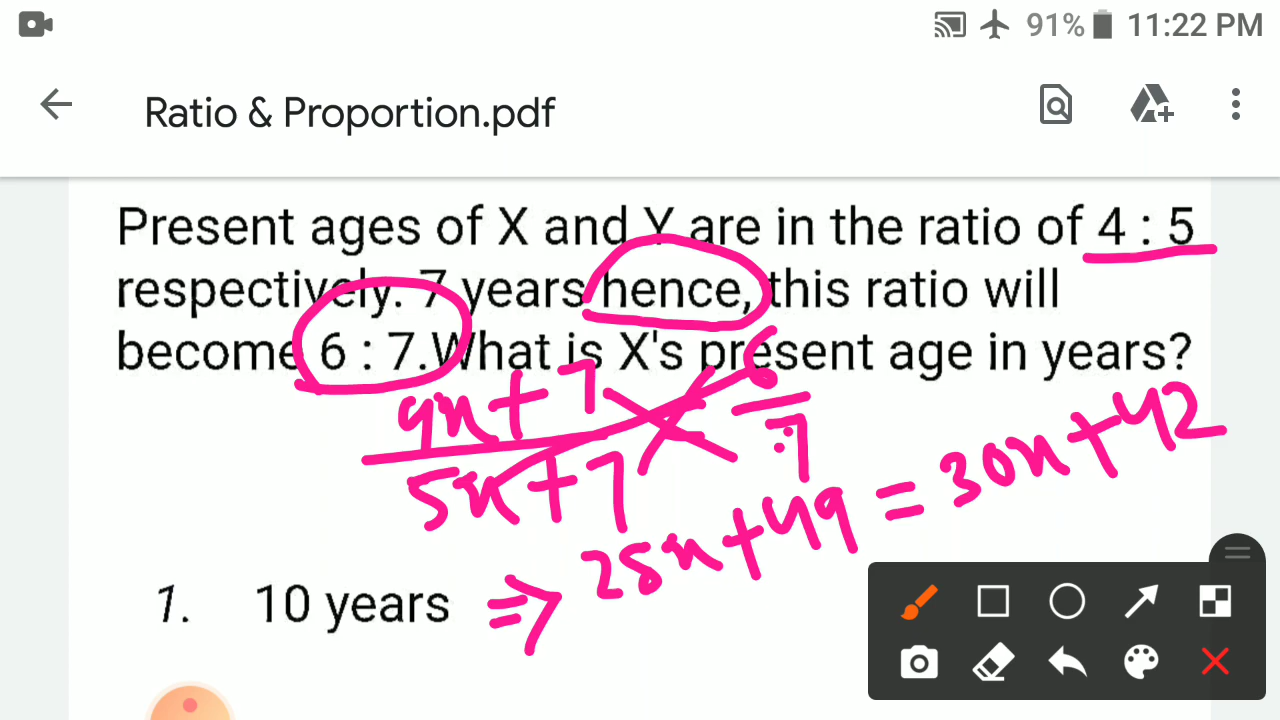 91% 11:22 PM
Ratio & Proportion.pdf
Present ages of X and Y are in the ratio of 4 : 5
respectively. 7 years hence, this ratio will
become 6 : 7.What is X's present age in years?
4x+7 6
5x+7 7
⇒ 28x+49 = 30x+42
1. 10 years